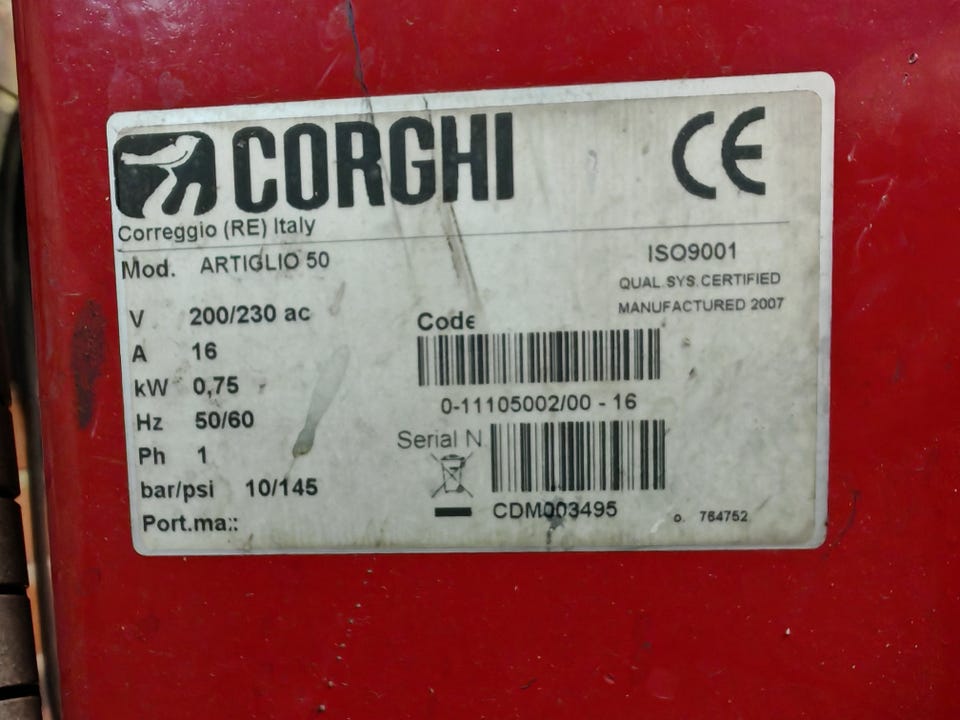 CORGHI
CE
Correggio (RE) Italy
Mod. ARTIGLIO 50
ISO9001
QUAL.SYS.CERTIFIED
MANUFACTURED 2007
V 200/230 ac
A 16
kW 0,75
Hz 50/60
Ph 1
bar/psi 10/145
Port.ma::
Code
0-11105002/00 - 16
Serial N.
CDM003495
o. 764752